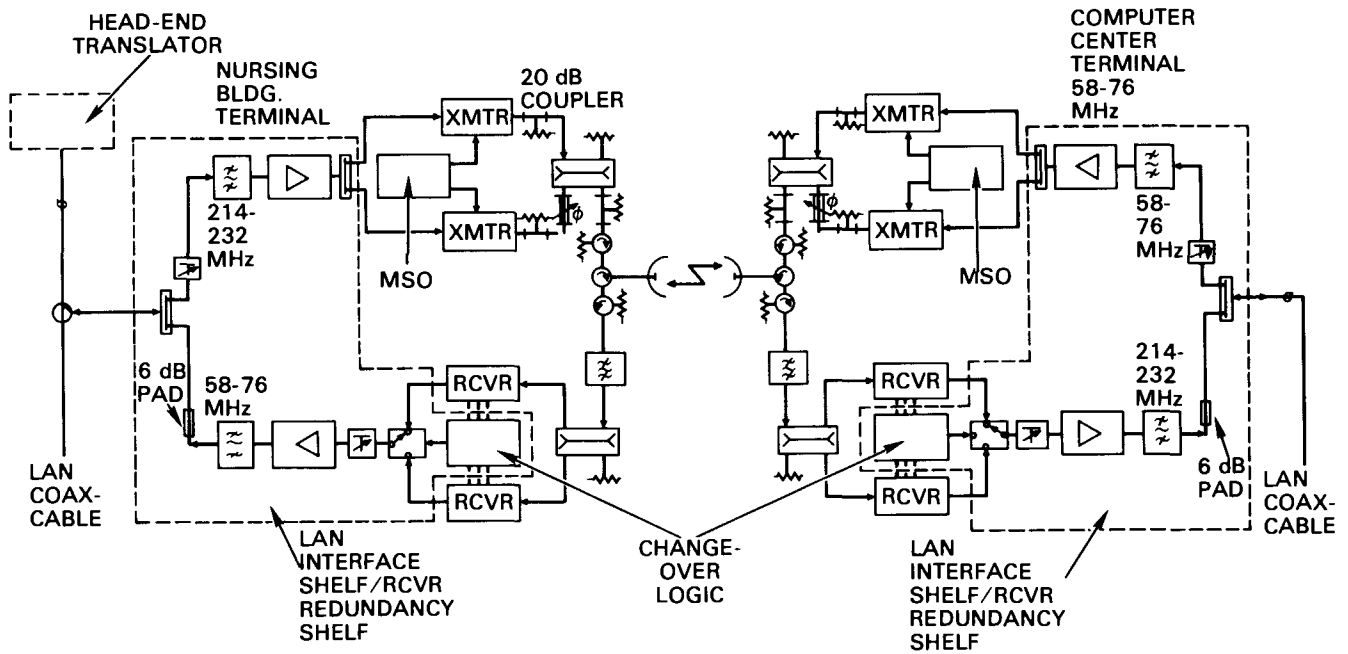 HEAD-END
TRANSLATOR
NURSING
BLDG.
TERMINAL
20 dB
COUPLER
COMPUTER
CENTER
TERMINAL
58-76
MHz
XMTR
XMTR
MSO
214-
232
MHz
φ
XMTR
XMTR
MSO
58-
76
MHz
φ
6 dB
PAD
58-76
MHz
RCVR
RCVR
RCVR
RCVR
214-
232
MHz
6 dB
PAD
LAN
COAX-
CABLE
LAN
COAX-
CABLE
LAN
INTERFACE
SHELF/RCVR
REDUNDANCY
SHELF
CHANGE-
OVER
LOGIC
LAN
INTERFACE
SHELF/RCVR
REDUNDANCY
SHELF